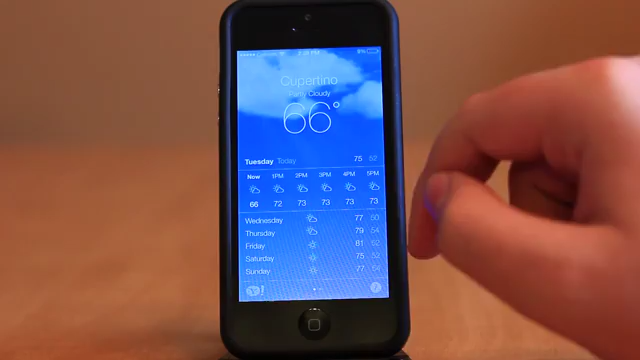 8%
Cupertino
Partly Cloudy
66°
Tuesday Today 75 52
Now 1PM 2PM 3PM 4PM 5PM
66 72 73 73 73 73
Wednesday 77 50
Thursday 79 54
Friday 81 52
Saturday 75 52
Sunday 77 54
Y!
i